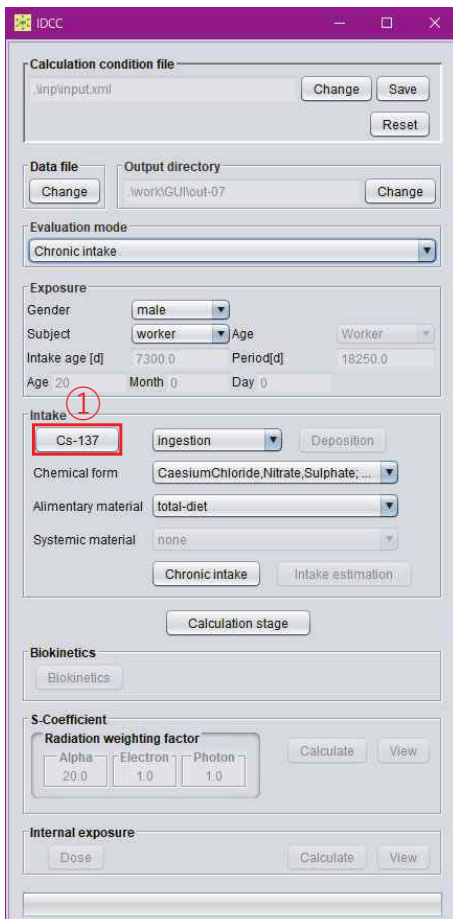 IDCC
Calculation condition file
.\inp\input.xml Change Save
Reset
Data file Output directory
Change .\work\GUI\out-07 Change
Evaluation mode
Chronic intake
Exposure
Gender male
Subject worker Age Worker
Intake age [d] 7300.0 Period[d] 18250.0
Age 20 Month 0 Day 0
①
Intake
Cs-137 ingestion Deposition
Chemical form CaesiumChloride,Nitrate,Sulphate; ...
Alimentary material total-diet
Systemic material none
Chronic intake Intake estimation
Calculation stage
Biokinetics
Biokinetics
S-Coefficient
Radiation weighting factor
Alpha Electron Photon Calculate View
20.0 1.0 1.0
Internal exposure
Dose Calculate View